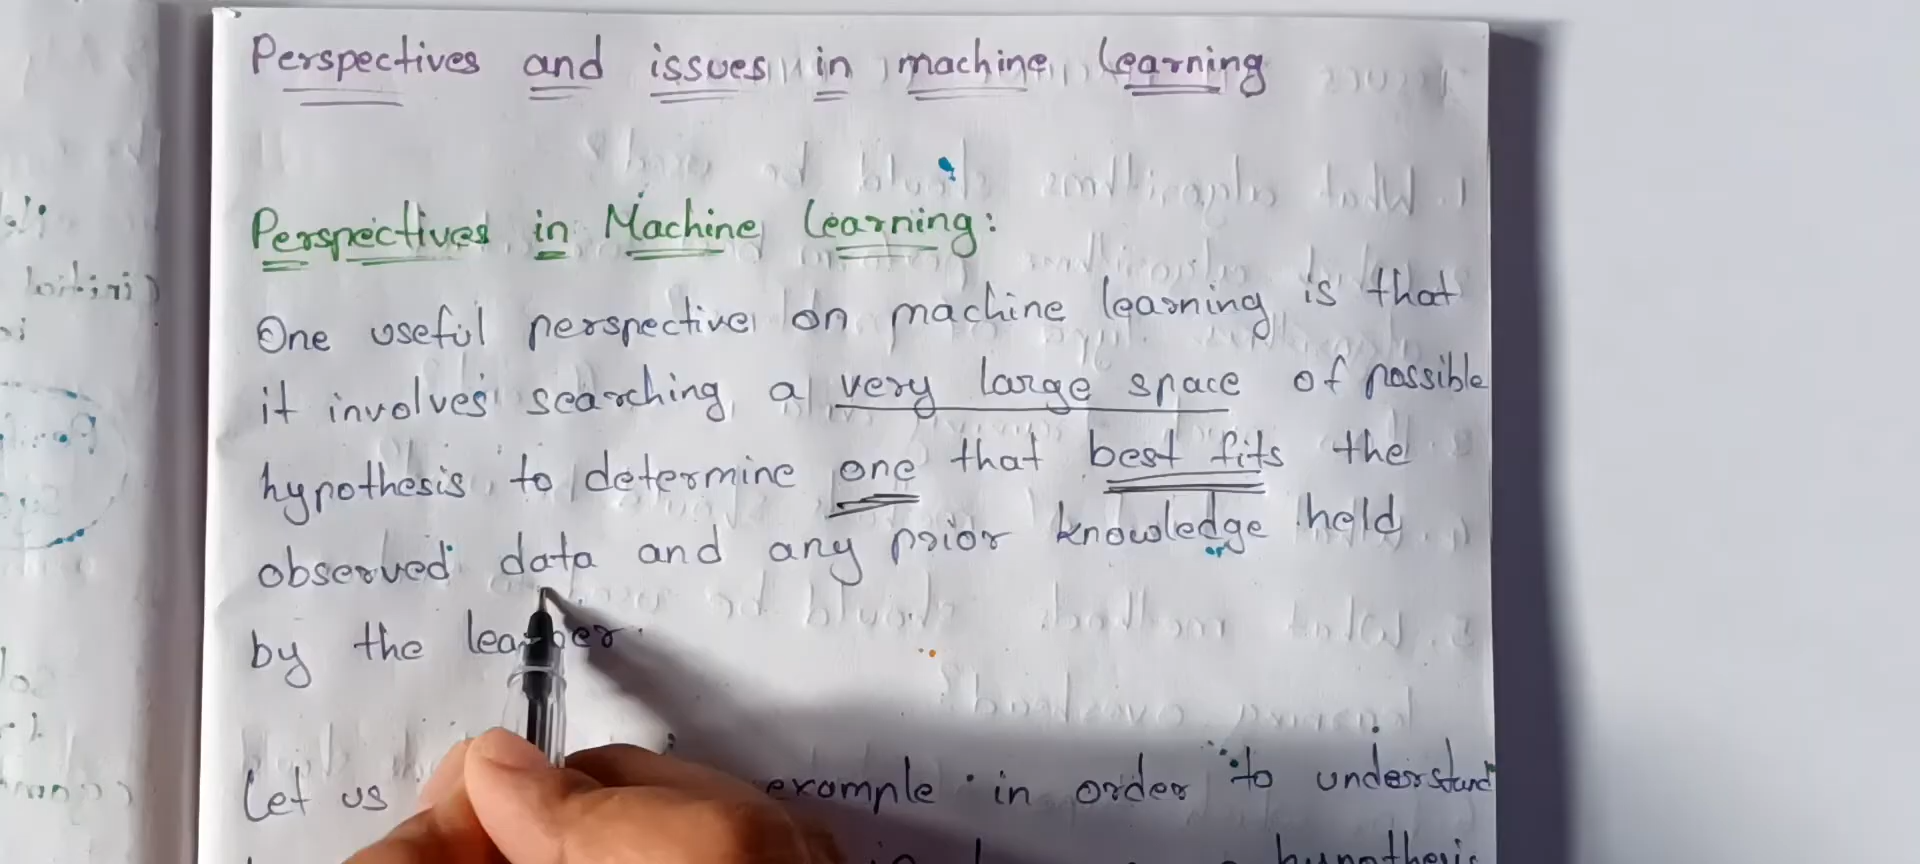 Perspectives and issues in machine learning
Perspectives in Machine Learning:
One useful perspective on machine learning is that
it involves searching a very large space of possible
hypothesis to determine one that best fits the
observed data and any prior knowledge held
by the learner.
Let us example in order to understand
hypothesis